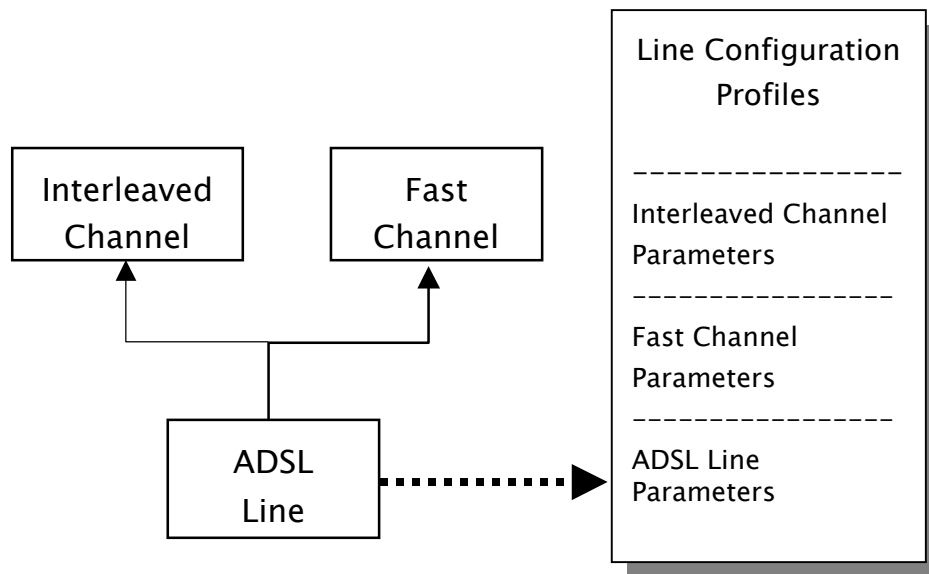 Line Configuration
Profiles
Interleaved
Channel
Fast
Channel
ADSL
Line
----------------
Interleaved Channel
Parameters
-----------------
Fast Channel
Parameters
-----------------
ADSL Line
Parameters